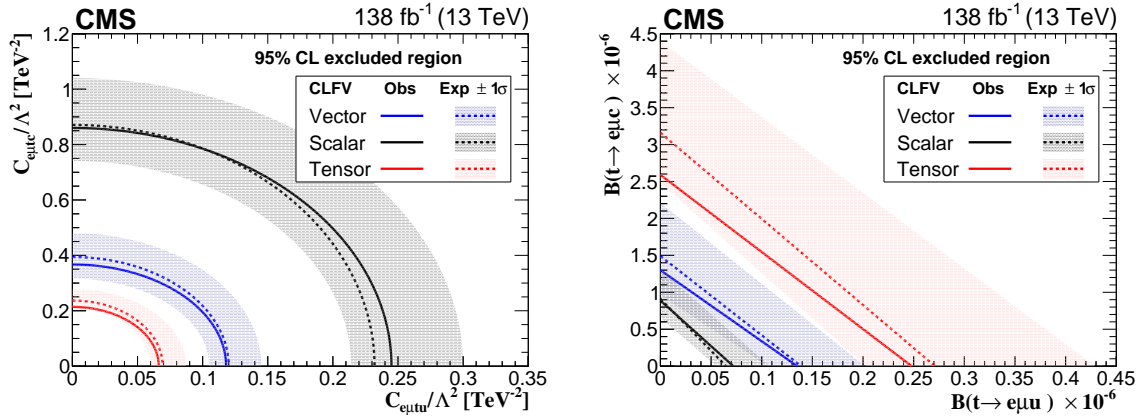 CMS 138 fb⁻¹ (13 TeV)
C_eμtc/Λ² [TeV⁻²]
1.2
1
0.8
0.6
0.4
0.2
0
95% CL excluded region
CLFV Obs Exp ± 1σ
Vector
Scalar
Tensor
0 0.05 0.1 0.15 0.2 0.25 0.3 0.35
C_eμtu/Λ² [TeV⁻²]
CMS 138 fb⁻¹ (13 TeV)
B(t→ eμc) × 10⁻⁶
4.5
4
3.5
3
2.5
2
1.5
1
0.5
0
95% CL excluded region
CLFV Obs Exp ± 1σ
Vector
Scalar
Tensor
0 0.05 0.1 0.15 0.2 0.25 0.3 0.35 0.4 0.45
B(t→ eμu) × 10⁻⁶